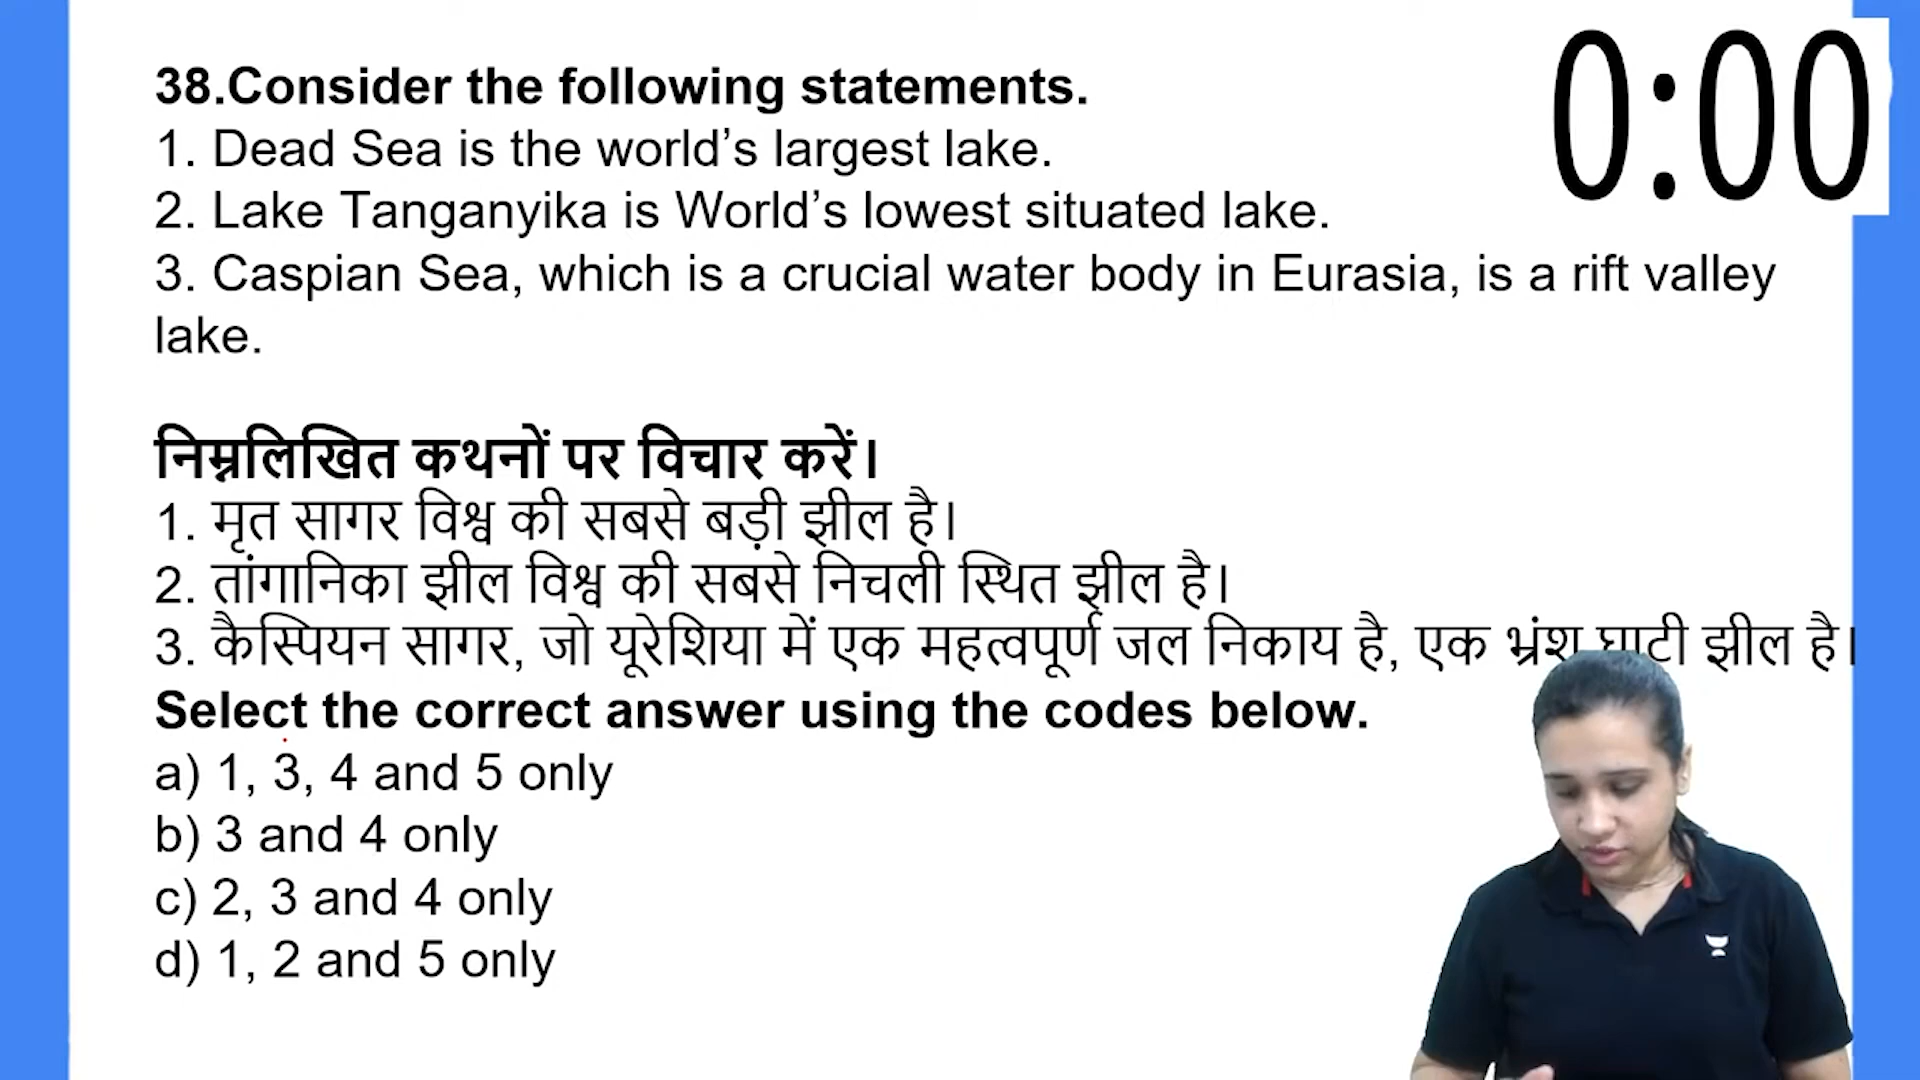 38.Consider the following statements.
1. Dead Sea is the world’s largest lake.
2. Lake Tanganyika is World’s lowest situated lake.
3. Caspian Sea, which is a crucial water body in Eurasia, is a rift valley
lake.
निम्नलिखित कथनों पर विचार करें।
1. मृत सागर विश्व की सबसे बड़ी झील है।
2. तांगानिका झील विश्व की सबसे निचली स्थित झील है।
3. कैस्पियन सागर, जो यूरेशिया में एक महत्वपूर्ण जल निकाय है, एक भ्रंश घाटी झील है।
Select the correct answer using the codes below.
a) 1, 3, 4 and 5 only
b) 3 and 4 only
c) 2, 3 and 4 only
d) 1, 2 and 5 only
0:00